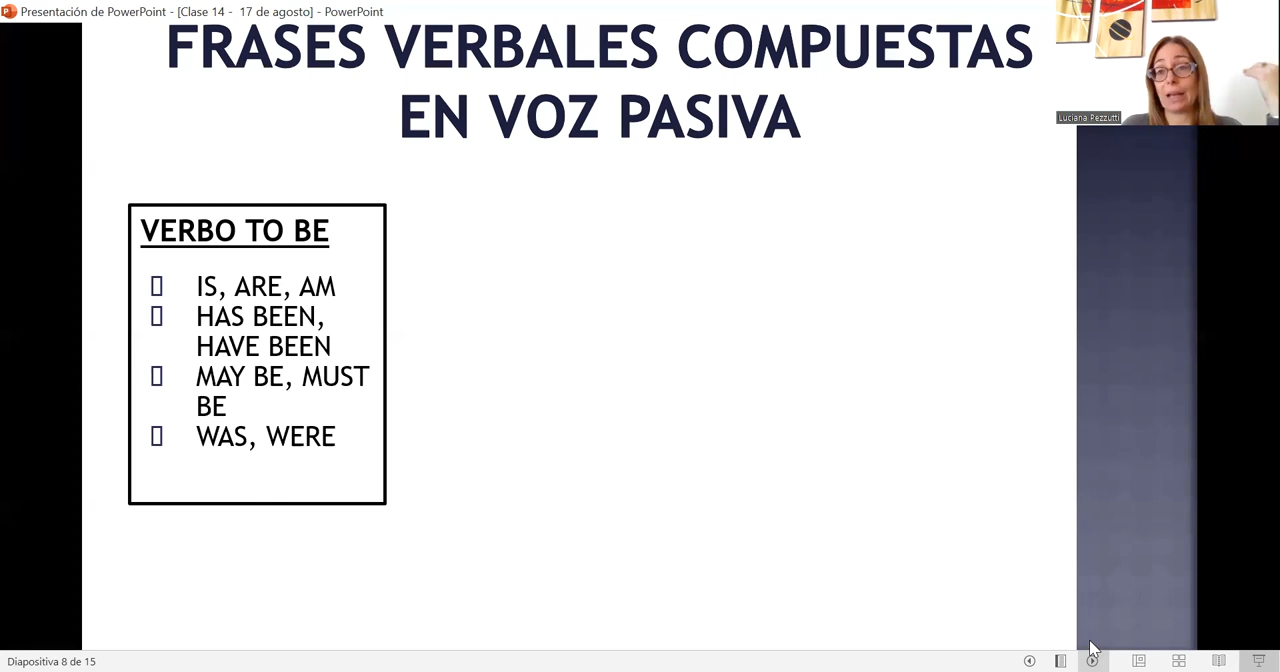 Presentación de PowerPoint - [Clase 14 - 17 de agosto] - PowerPoint
FRASES VERBALES COMPUESTAS
EN VOZ PASIVA
Luciana Pezzutti
VERBO TO BE
IS, ARE, AM
HAS BEEN,
HAVE BEEN
MAY BE, MUST
BE
WAS, WERE
Diapositiva 8 de 15